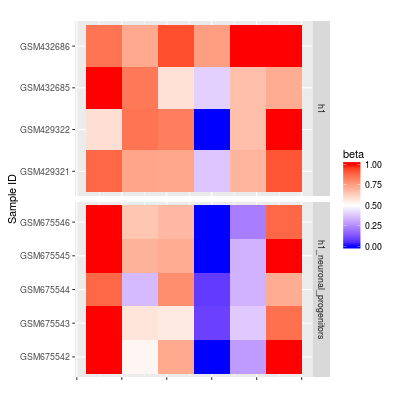 Sample ID
GSM432686
GSM432685
GSM429322
GSM429321
h1
GSM675546
GSM675545
GSM675544
GSM675543
GSM675542
h1_neuronal_progenitors
beta
1.00
0.75
0.50
0.25
0.00